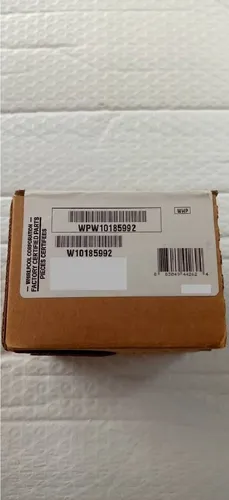 — WHIRLPOOL CORPORATION —
FACTORY CERTIFIED PARTS
PIECES CERTIFIEES
WHP
WPW10185992
W10185992